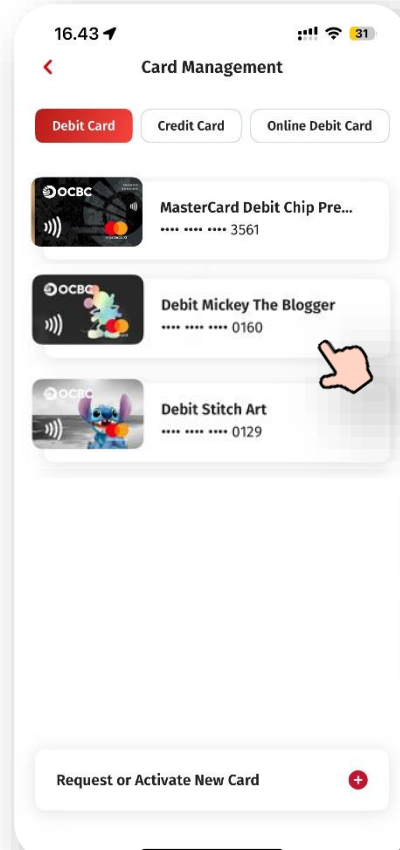 16.43
31
Card Management
Debit Card
Credit Card
Online Debit Card
OCBC
MasterCard Debit Chip Pre...
•••• •••• •••• 3561
OCBC
Debit Mickey The Blogger
•••• •••• •••• 0160
OCBC
Debit Stitch Art
•••• •••• •••• 0129
Request or Activate New Card